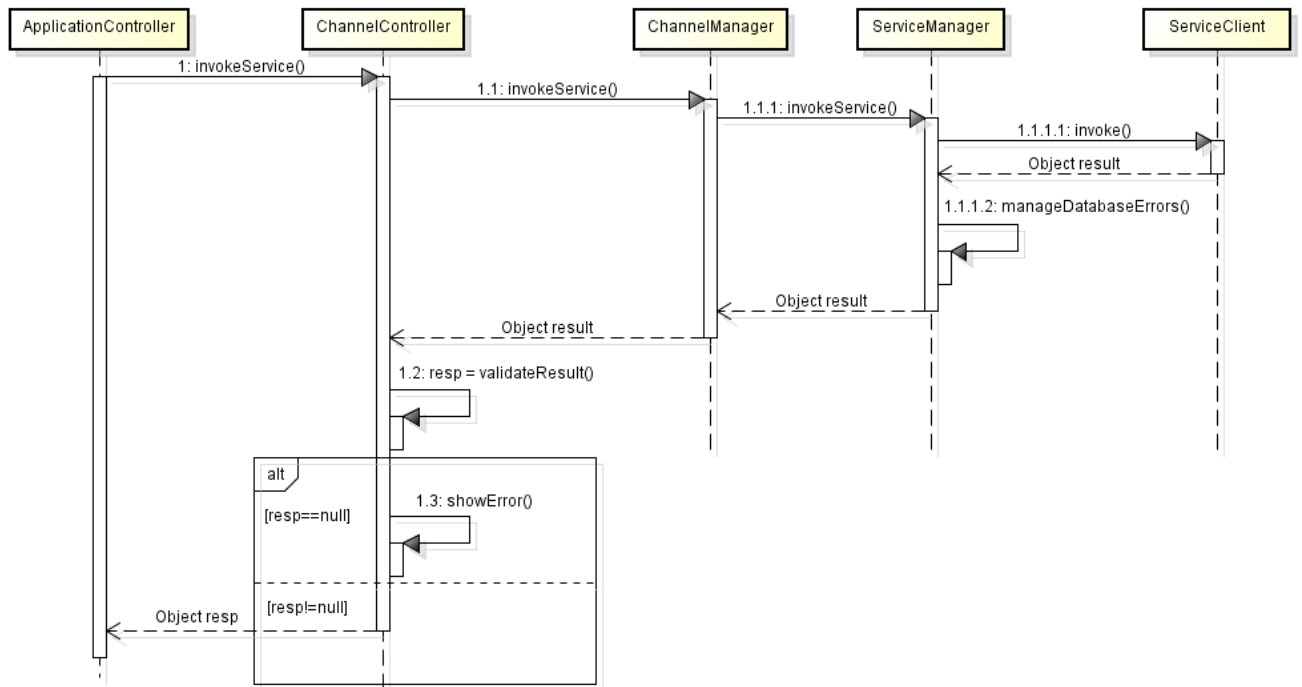 ApplicationController
ChannelController
ChannelManager
ServiceManager
ServiceClient
1: invokeService()
1.1: invokeService()
1.1.1: invokeService()
1.1.1.1: invoke()
Object result
1.1.1.2: manageDatabaseErrors()
Object result
Object result
1.2: resp = validateResult()
alt
1.3: showError()
[resp==null]
[resp!=null]
Object resp